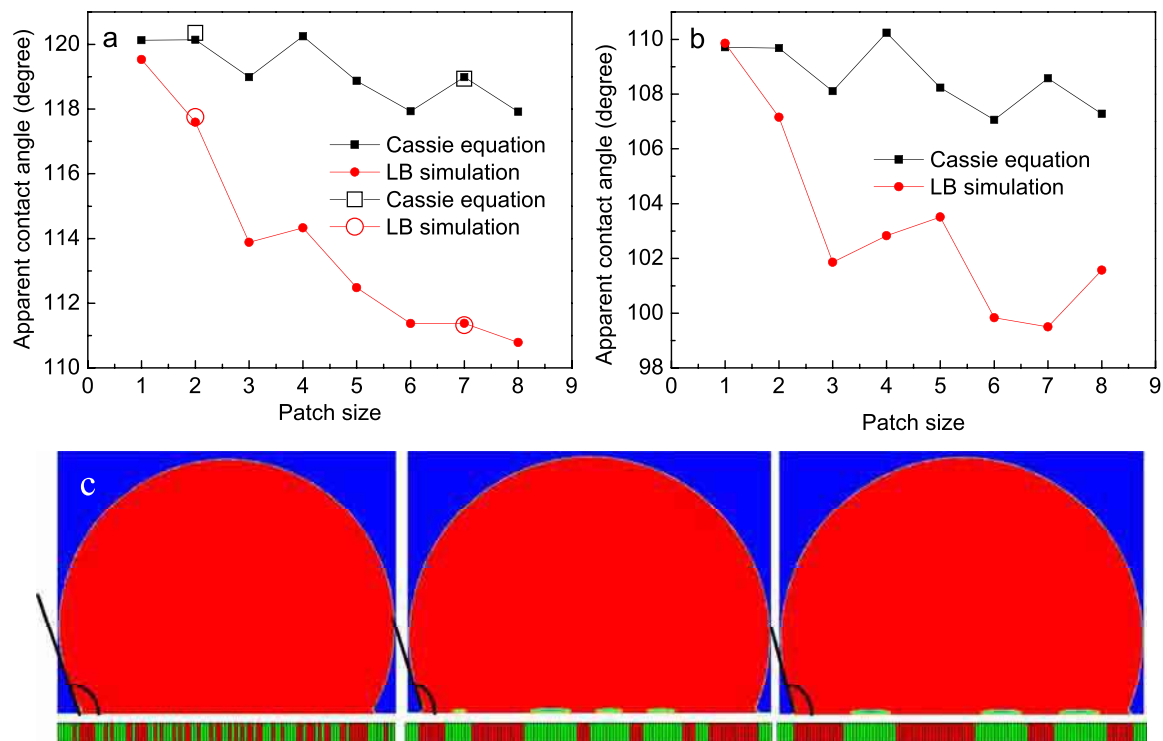 a
Apparent contact angle (degree)
120
118
116
114
112
110
Cassie equation
LB simulation
Cassie equation
LB simulation
0 1 2 3 4 5 6 7 8 9
Patch size
b
Apparent contact angle (degree)
110
108
106
104
102
100
98
Cassie equation
LB simulation
0 1 2 3 4 5 6 7 8 9
Patch size
c